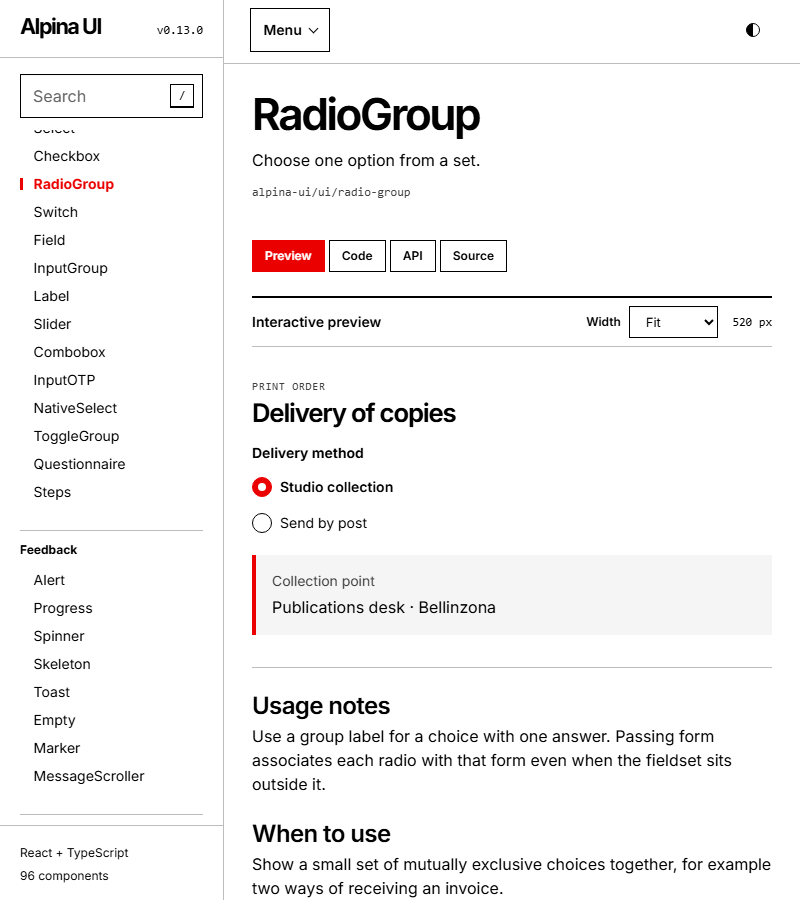 Alpina UI
v0.13.0
Search
/
Select
Checkbox
RadioGroup
Switch
Field
InputGroup
Label
Slider
Combobox
InputOTP
NativeSelect
ToggleGroup
Questionnaire
Steps
Feedback
Alert
Progress
Spinner
Skeleton
Toast
Empty
Marker
MessageScroller
React + TypeScript
96 components
Menu
RadioGroup
Choose one option from a set.
alpina-ui/ui/radio-group
Preview
Code
API
Source
Interactive preview
Width
Fit
520 px
PRINT ORDER
Delivery of copies
Delivery method
Studio collection
Send by post
Collection point
Publications desk · Bellinzona
Usage notes
Use a group label for a choice with one answer. Passing form
associates each radio with that form even when the fieldset sits
outside it.
When to use
Show a small set of mutually exclusive choices together, for example
two ways of receiving an invoice.